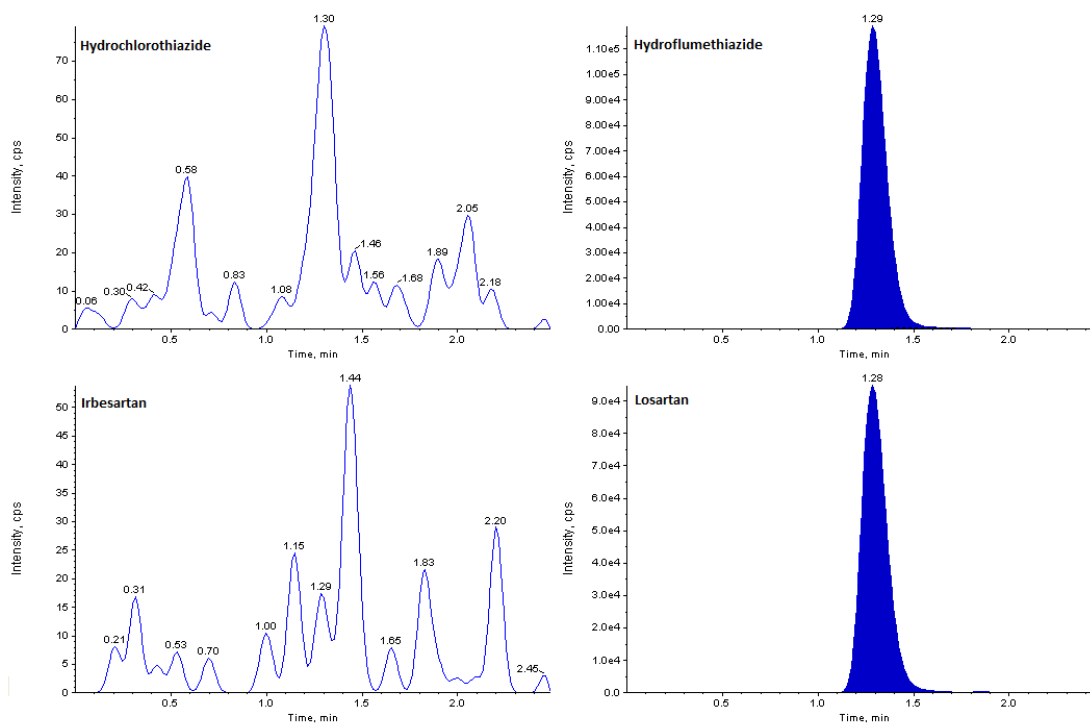 Hydrochlorothiazide
Intensity, cps
70
60
50
40
30
20
10
0
0.06
0.30
0.42
0.58
0.83
1.08
1.30
1.46
1.56
1.68
1.89
2.05
2.18
0.5
1.0
1.5
2.0
Time, min
Hydroflumethiazide
Intensity, cps
1.10e5
1.00e5
9.00e4
8.00e4
7.00e4
6.00e4
5.00e4
4.00e4
3.00e4
2.00e4
1.00e4
0.00
1.29
1.0
1.5
2.0
Time, min
Irbesartan
Intensity, cps
50
45
40
35
30
25
20
15
10
5
0
0.21
0.31
0.53
0.70
1.00
1.15
1.29
1.44
1.65
1.83
2.20
2.45
0.5
1.0
1.5
2.0
Time, min
Losartan
Intensity, cps
9.0e4
8.0e4
7.0e4
6.0e4
5.0e4
4.0e4
3.0e4
2.0e4
1.0e4
0.0
1.28
1.0
1.5
2.0
Time, min